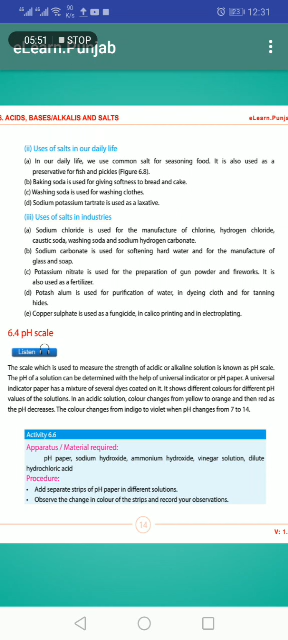 90
K/s
12:31
05:51 STOP
eLearn.Punjab
6. ACIDS, BASES/ALKALIS AND SALTS
eLearn.Punja
(ii) Uses of salts in our daily life
(a) In our daily life, we use common salt for seasoning food. It is also used as a
preservative for fish and pickles (Figure 6.8).
(b) Baking soda is used for giving softness to bread and cake.
(c) Washing soda is used for washing clothes.
(d) Sodium potassium tartrate is used as a laxative.
(iii) Uses of salts in industries
(a) Sodium chloride is used for the manufacture of chlorine, hydrogen chloride,
caustic soda, washing soda and sodium hydrogen carbonate.
(b) Sodium carbonate is used for softening hard water and for the manufacture of
glass and soap.
(c) Potassium nitrate is used for the preparation of gun powder and fireworks. It is
also used as a fertilizer.
(d) Potash alum is used for purification of water, in dyeing cloth and for tanning
hides.
(e) Copper sulphate is used as a fungicide, in calico printing and in electroplating.
6.4 pH scale
Listen
The scale which is used to measure the strength of acidic or alkaline solution is known as pH scale.
The pH of a solution can be determined with the help of universal indicator or pH paper. A universal
indicator paper has a mixture of several dyes coated on it. It shows different colours for different pH
values of the solutions. In an acidic solution, colour changes from yellow to orange and then red as
the pH decreases. The colour changes from indigo to violet when pH changes from 7 to 14.
Activity 6.6
Apparatus / Material required:
pH paper, sodium hydroxide, ammonium hydroxide, vinegar solution, dilute
hydrochloric acid
Procedure:
• Add separate strips of pH paper in different solutions.
• Observe the change in colour of the strips and record your observations.
14
V: 1.